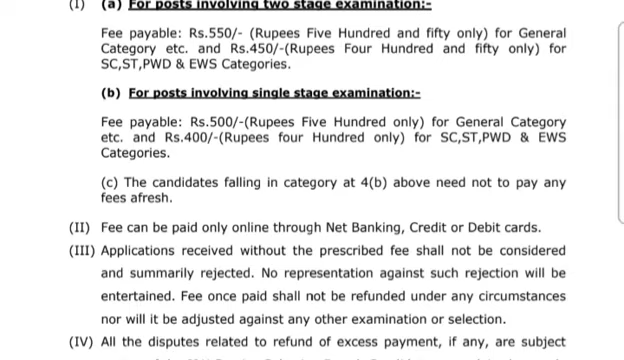 (I) (a) For posts involving two stage examination:-
Fee payable: Rs.550/- (Rupees Five Hundred and fifty only) for General
Category etc. and Rs.450/-(Rupees Four Hundred and fifty only) for
SC,ST,PWD & EWS Categories.
(b) For posts involving single stage examination:-
Fee payable: Rs.500/-(Rupees Five Hundred only) for General Category
etc. and Rs.400/-(Rupees four Hundred only) for SC,ST,PWD & EWS
Categories.
(c) The candidates falling in category at 4(b) above need not to pay any
fees afresh.
(II) Fee can be paid only online through Net Banking, Credit or Debit cards.
(III) Applications received without the prescribed fee shall not be considered
and summarily rejected. No representation against such rejection will be
entertained. Fee once paid shall not be refunded under any circumstances
nor will it be adjusted against any other examination or selection.
(IV) All the disputes related to refund of excess payment, if any, are subject